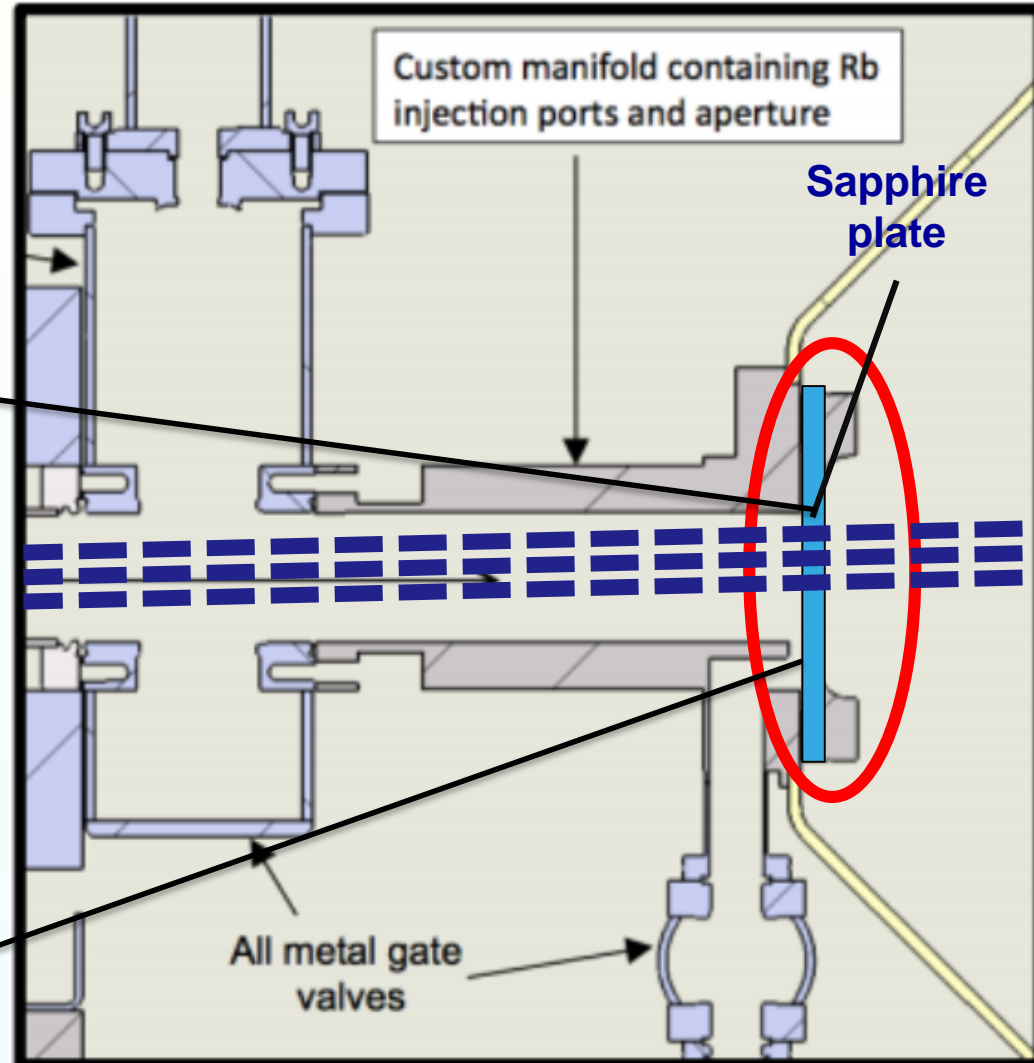 Custom manifold containing Rb
injection ports and aperture
Sapphire
plate
All metal gate
valves